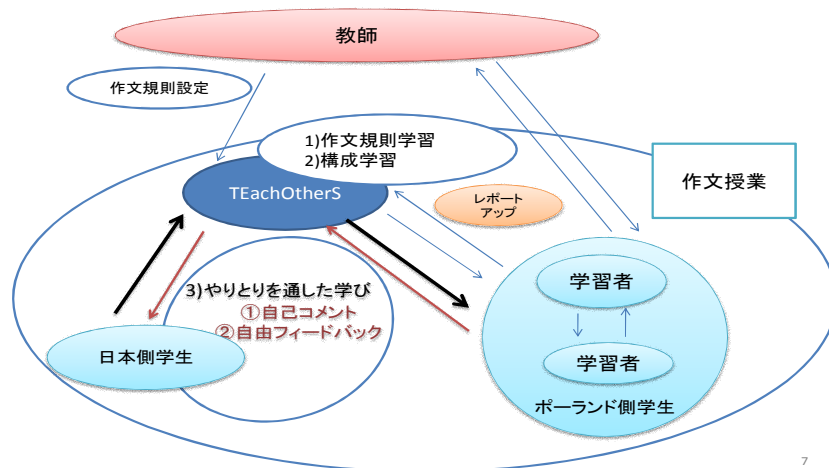 教師
作文規則設定
1)作文規則学習
2)構成学習
作文授業
TEachOtherS
レポート
アップ
3)やりとりを通した学び
①自己コメント
②自由フィードバック
日本側学生
学習者
学習者
ポーランド側学生
7